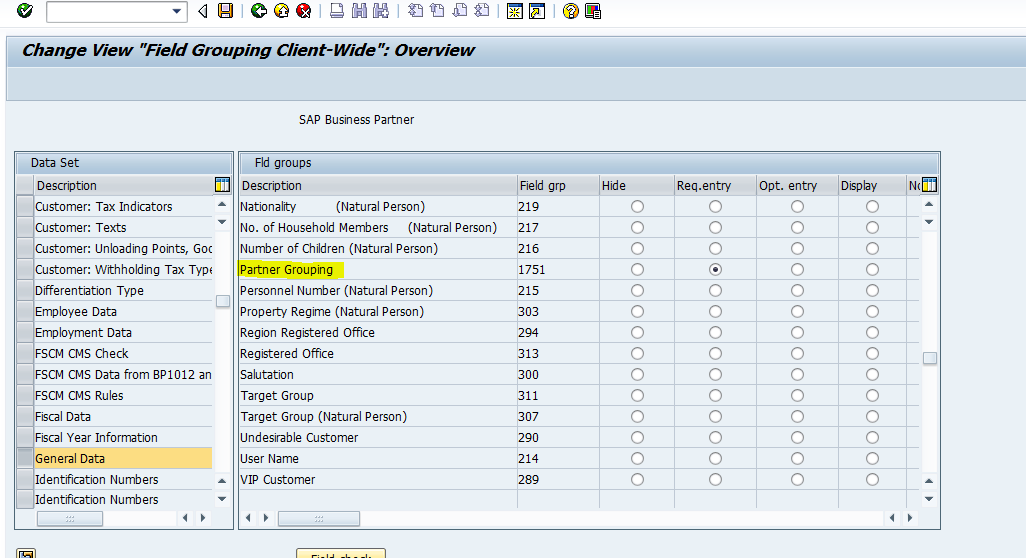 Change View "Field Grouping Client-Wide": Overview
SAP Business Partner
Data Set
Fld groups
Description
Description Field grp Hide Req.entry Opt. entry Display
Customer: Tax Indicators
Nationality (Natural Person) 219
Customer: Texts
No. of Household Members (Natural Person) 217
Customer: Unloading Points, Goo
Number of Children (Natural Person) 216
Customer: Withholding Tax Type
Partner Grouping 1751
Differentiation Type
Personnel Number (Natural Person) 215
Employee Data
Property Regime (Natural Person) 303
Employment Data
Region Registered Office 294
FSCM CMS Check
Registered Office 313
FSCM CMS Data from BP1012 an
Salutation 300
FSCM CMS Rules
Target Group 311
Fiscal Data
Target Group (Natural Person) 307
Fiscal Year Information
Undesirable Customer 290
General Data
User Name 214
Identification Numbers
VIP Customer 289
Identification Numbers
Field check